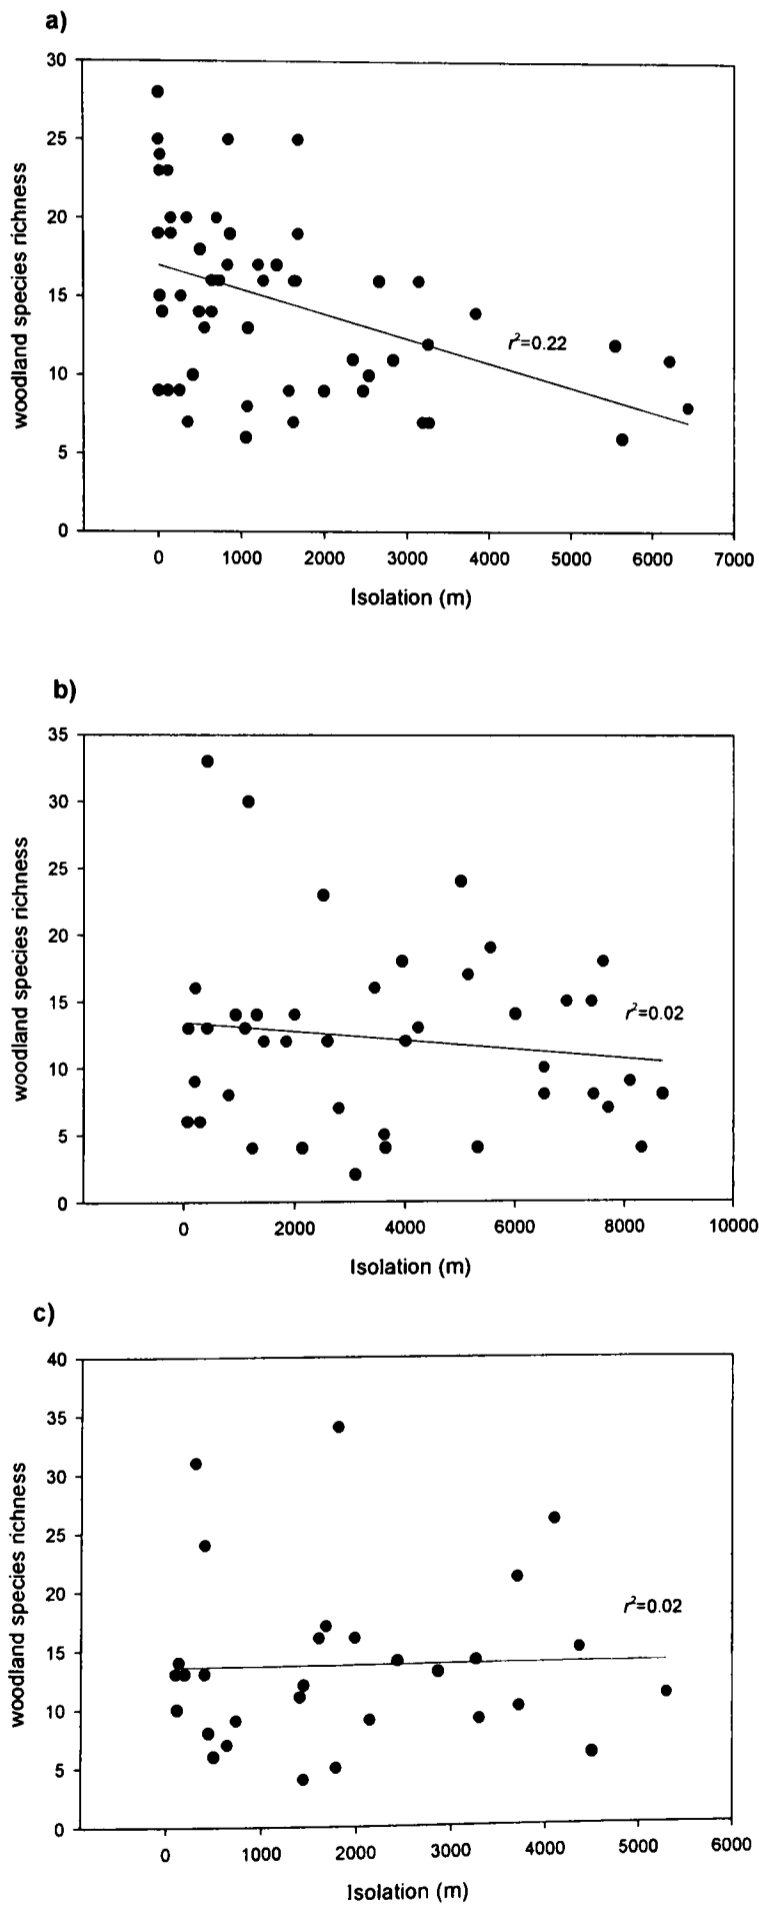 a)
30
25
20
15
10
5
0
woodland species richness
r²=0.22
0 1000 2000 3000 4000 5000 6000 7000
Isolation (m)
b)
35
30
25
20
15
10
5
0
woodland species richness
r²=0.02
0 2000 4000 6000 8000 10000
Isolation (m)
c)
40
35
30
25
20
15
10
5
0
woodland species richness
r²=0.02
0 1000 2000 3000 4000 5000 6000
Isolation (m)